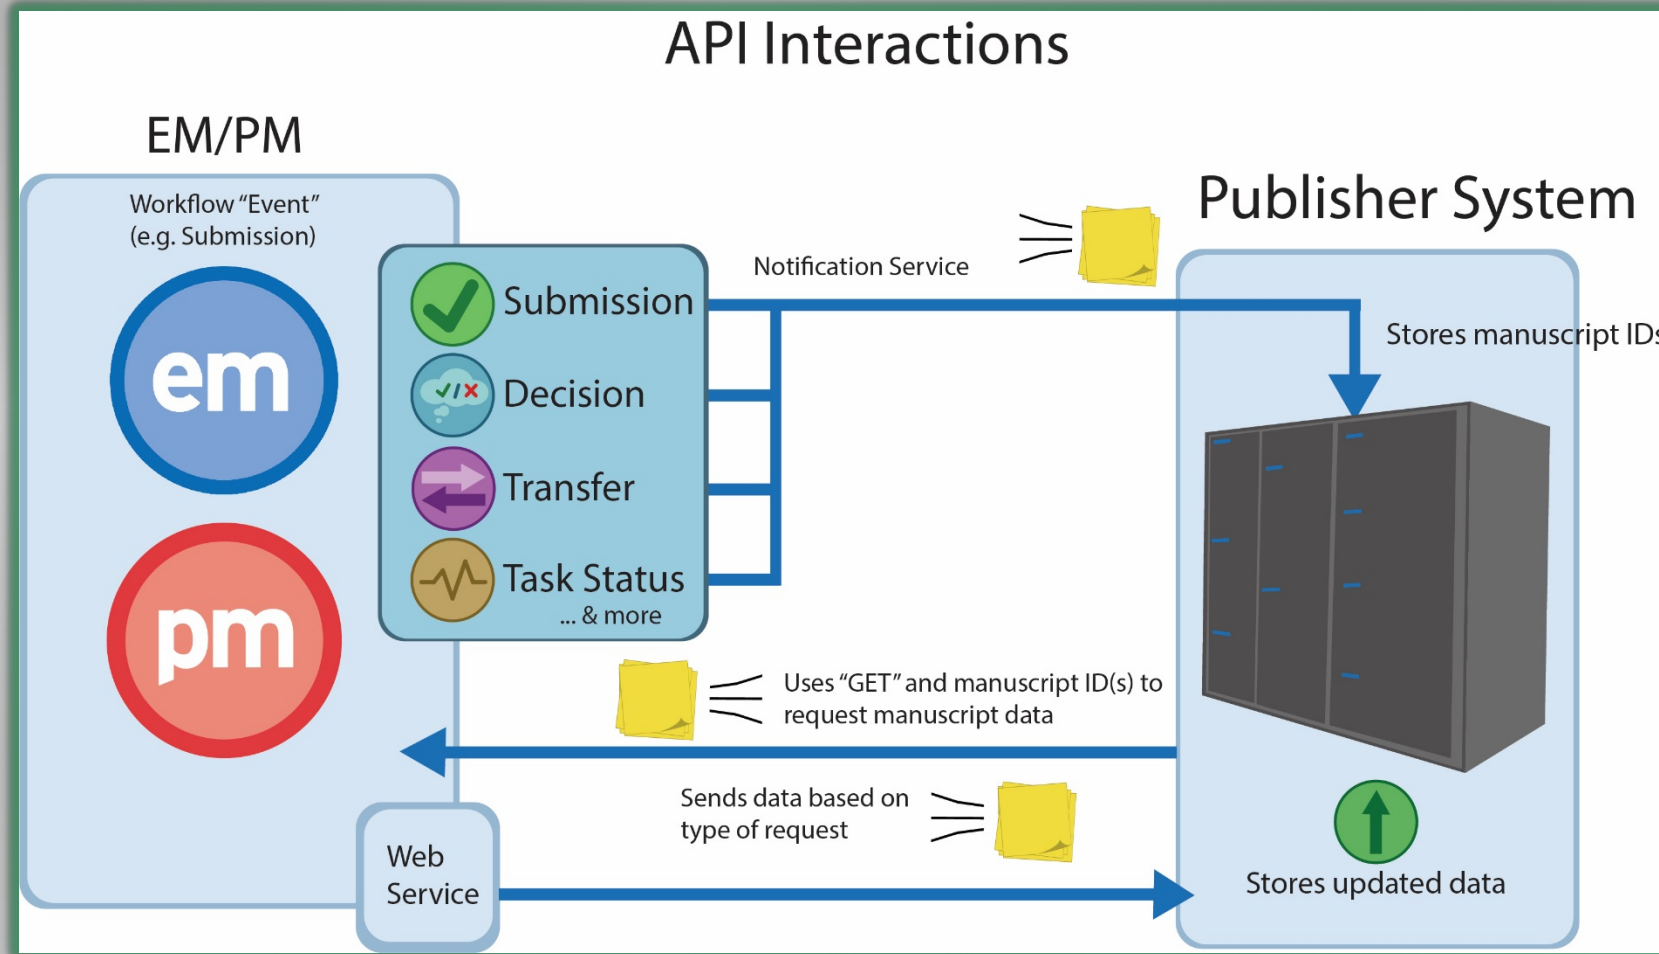 API Interactions
EM/PM
Workflow “Event”
(e.g. Submission)
em
pm
Submission
Decision
Transfer
Task Status
... & more
Notification Service
Publisher System
Stores manuscript IDs
Uses “GET” and manuscript ID(s) to
request manuscript data
Sends data based on
type of request
Web
Service
Stores updated data